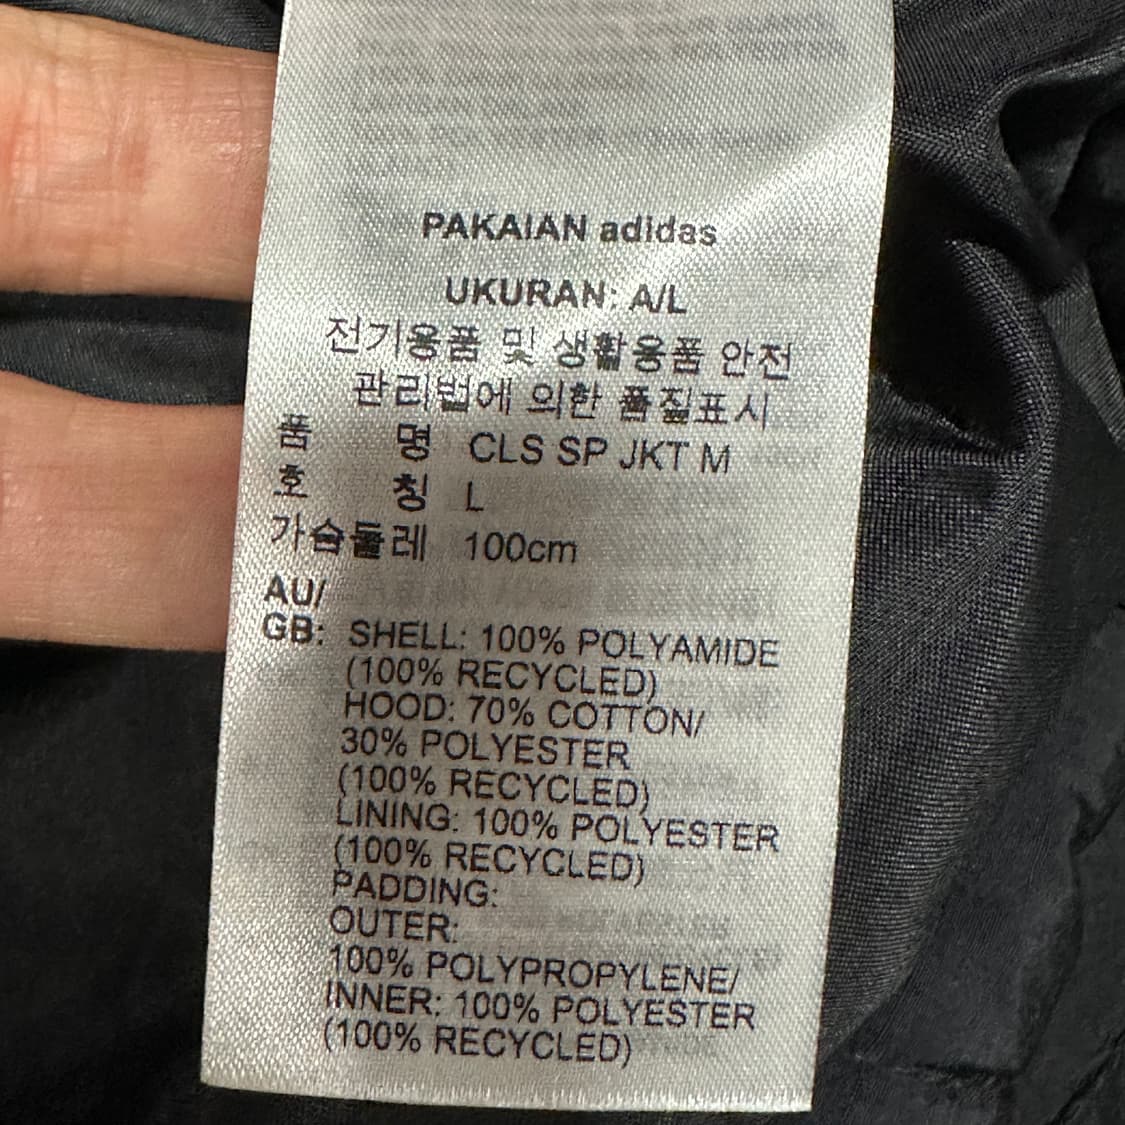 PAKAIAN adidas
UKURAN: A/L
전기용품 및 생활용품 안전
관리법에 의한 품질표시
품 명 CLS SP JKT M
호 칭 L
가슴둘레 100cm
AU/
GB: SHELL: 100% POLYAMIDE
(100% RECYCLED)
HOOD: 70% COTTON/
30% POLYESTER
(100% RECYCLED)
LINING: 100% POLYESTER
(100% RECYCLED)
PADDING:
OUTER:
100% POLYPROPYLENE/
INNER: 100% POLYESTER
(100% RECYCLED)